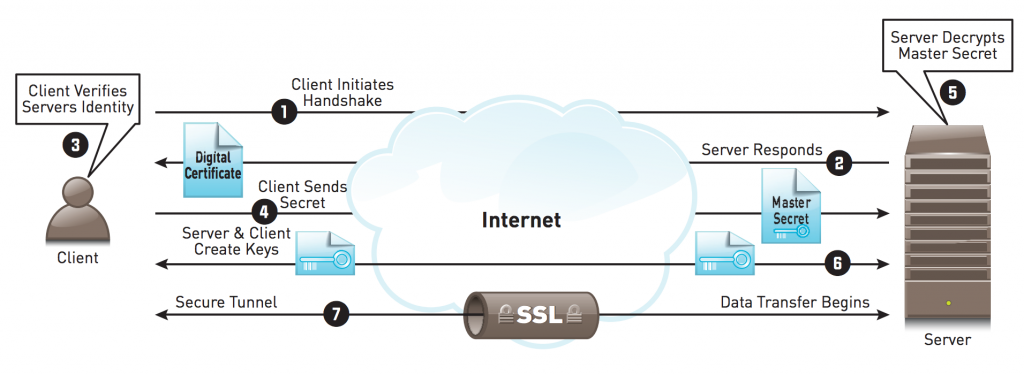 Server Decrypts
Master Secret
5
Client Verifies
Servers Identity
3
Client Initiates
Handshake
1
Digital
Certificate
Server Responds
2
Client Sends
Secret
4
Master
Secret
Internet
Server & Client
Create Keys
6
Client
Secure Tunnel
7
SSL
Data Transfer Begins
Server